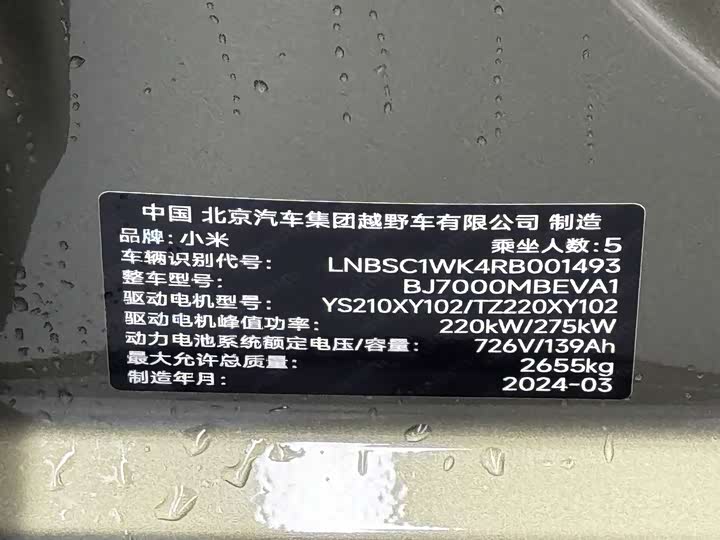 中国 北京汽车集团越野车有限公司 制造
品牌: 小米 乘坐人数: 5
车辆识别代号: LNBSC1WK4RB001493
整车型号: BJ7000MBEVA1
驱动电机型号: YS210XY102/TZ220XY102
驱动电机峰值功率: 220kW/275kW
动力电池系统额定电压/容量: 726V/139Ah
最大允许总质量: 2655kg
制造年月: 2024-03